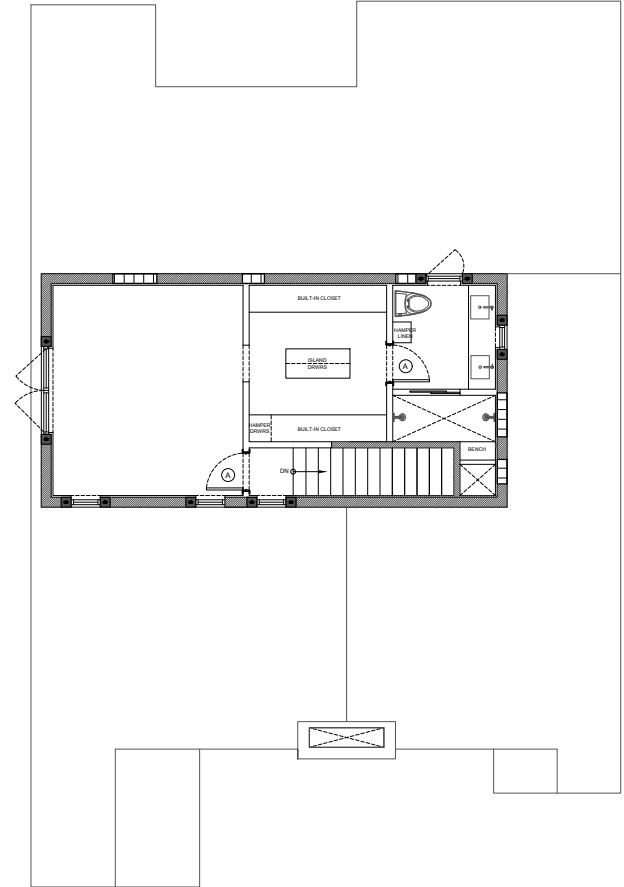 BUILT-IN CLOSET
HAMPER
LINEN
ISLAND
DRWRS
A
HAMPER
DRWRS
BUILT-IN CLOSET
BENCH
DN
A